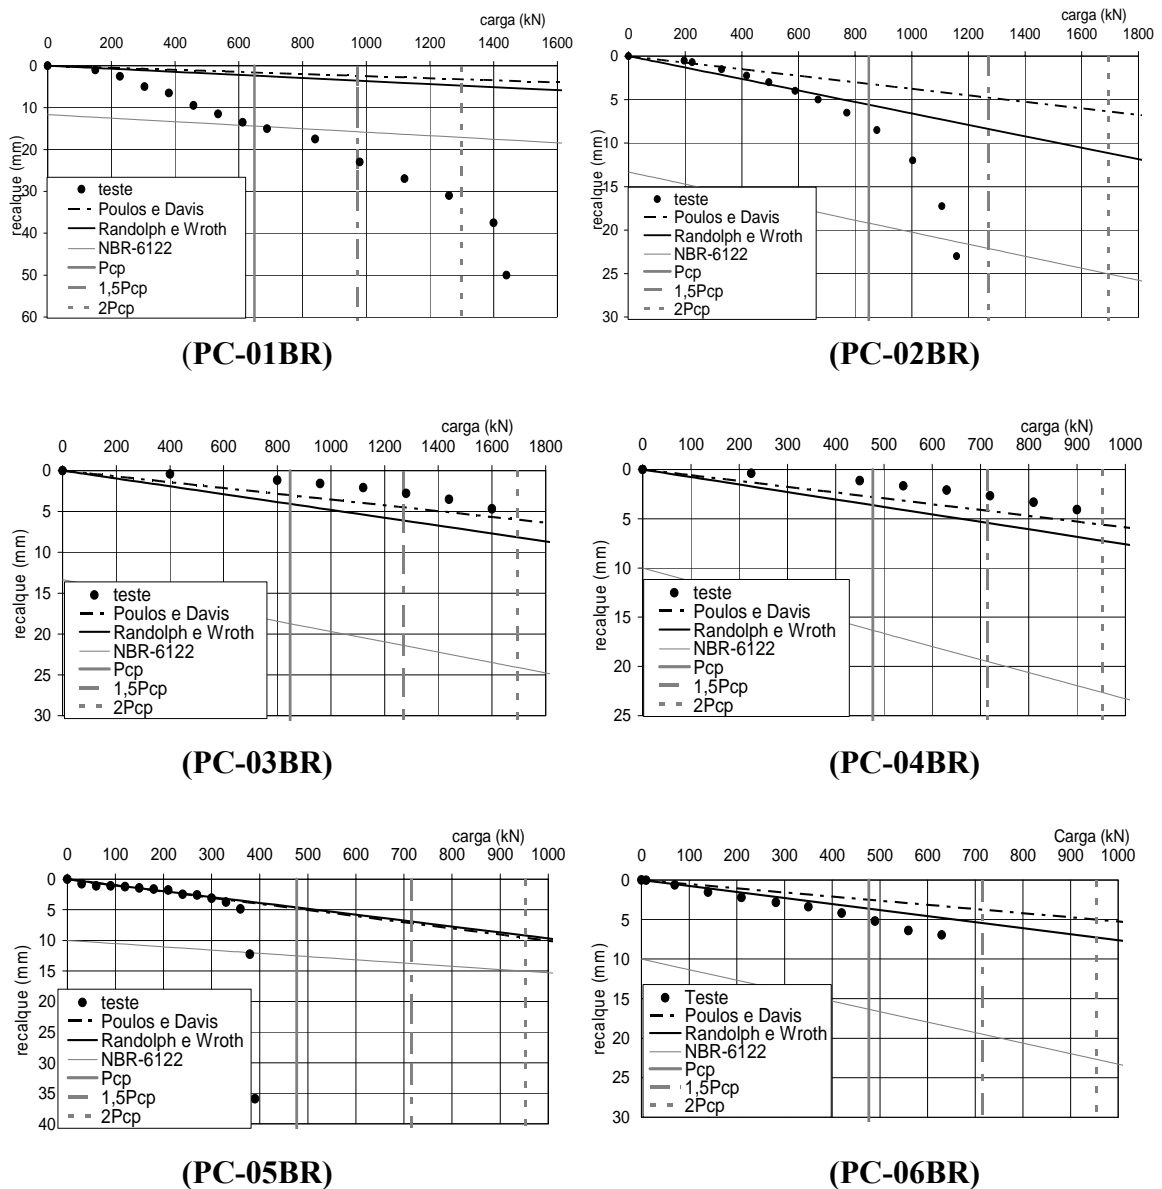 carga (kN)
0 200 400 600 800 1000 1200 1400 1600
0
10
20
30
40
50
60
recalque (mm)
teste
Poulos e Davis
Randolph e Wroth
NBR-6122
Pcp
1,5Pcp
2Pcp
(PC-01BR)
carga (kN)
0 200 400 600 800 1000 1200 1400 1600 1800
0
5
10
15
20
25
30
recalque (mm)
teste
Poulos e Davis
Randolph e Wroth
NBR-6122
Pcp
1,5Pcp
2Pcp
(PC-02BR)
carga (kN)
0 200 400 600 800 1000 1200 1400 1600 1800
0
5
10
15
20
25
30
recalque (mm)
teste
Poulos e Davis
Randolph e Wroth
NBR-6122
Pcp
1,5Pcp
2Pcp
(PC-03BR)
carga (kN)
0 100 200 300 400 500 600 700 800 900 1000
0
5
10
15
20
25
recalque (mm)
teste
Poulos e Davis
Randolph e Wroth
NBR-6122
Pcp
1,5Pcp
2Pcp
(PC-04BR)
carga (kN)
0 100 200 300 400 500 600 700 800 900 1000
0
5
10
15
20
25
30
35
40
recalque (mm)
teste
Poulos e Davis
Randolph e Wroth
NBR-6122
Pcp
1,5Pcp
2Pcp
(PC-05BR)
Carga (kN)
0 100 200 300 400 500 600 700 800 900 1000
0
5
10
15
20
25
30
recalque (mm)
Teste
Poulos e Davis
Randolph e Wroth
NBR-6122
Pcp
1,5Pcp
2Pcp
(PC-06BR)